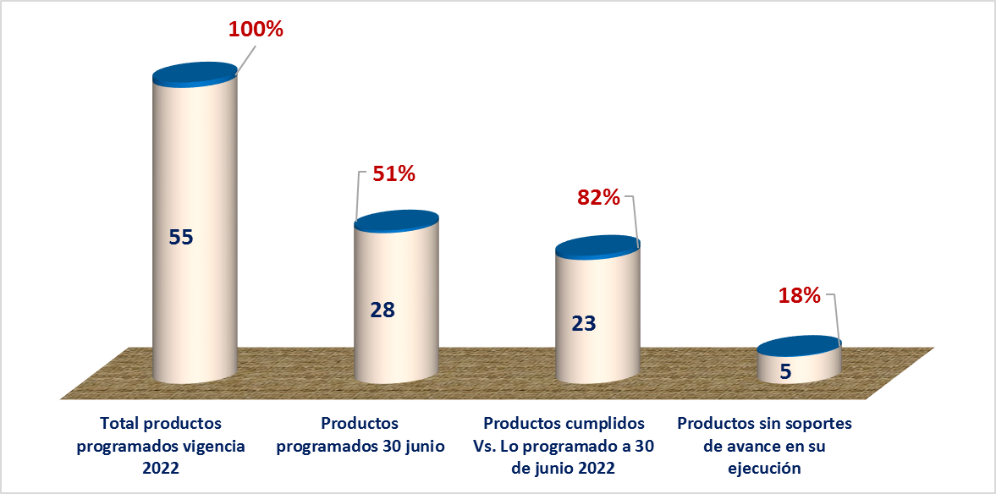 100%
51%
82%
18%
55
28
23
5
Total productos
programados vigencia
2022
Productos
programados 30 junio
Productos cumplidos
Vs. Lo programado a 30
de junio 2022
Productos sin soportes
de avance en su
ejecución